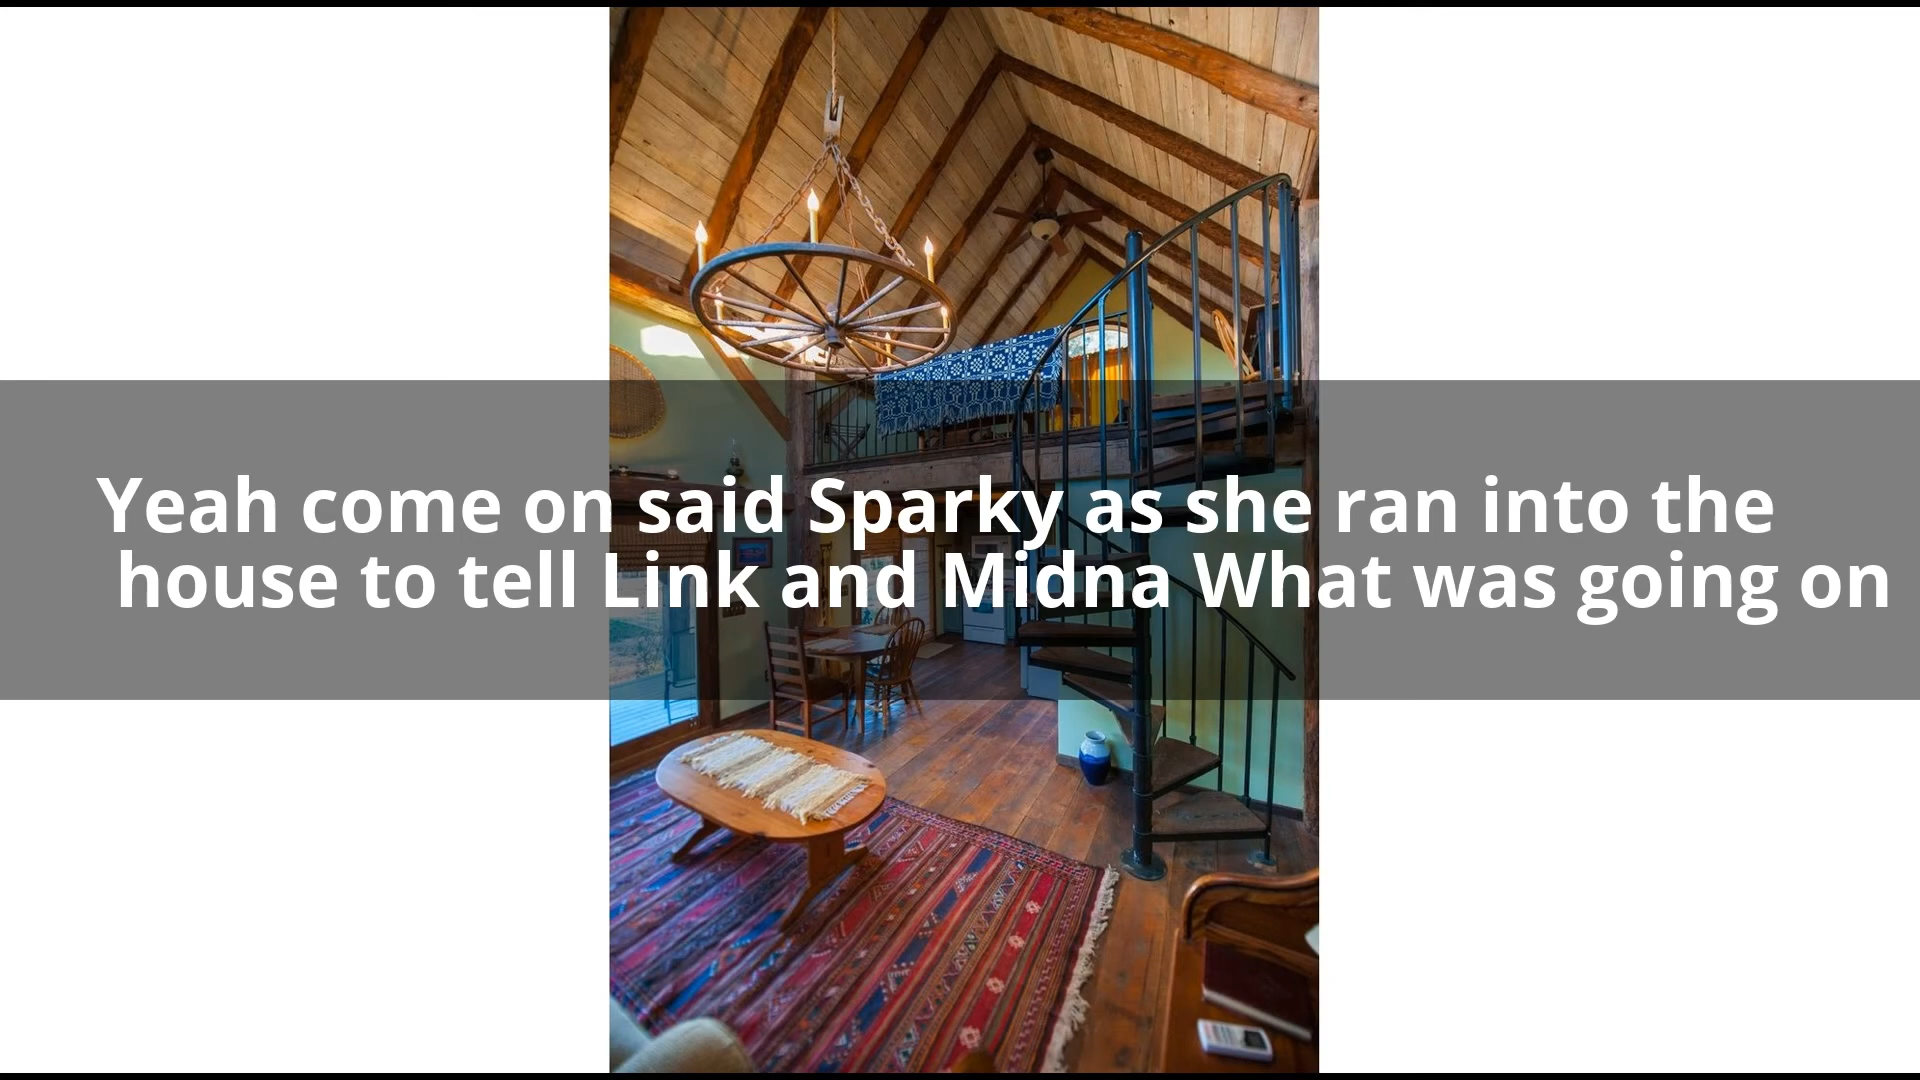 Yeah come on said Sparky as she ran into the
house to tell Link and Midna What was going on